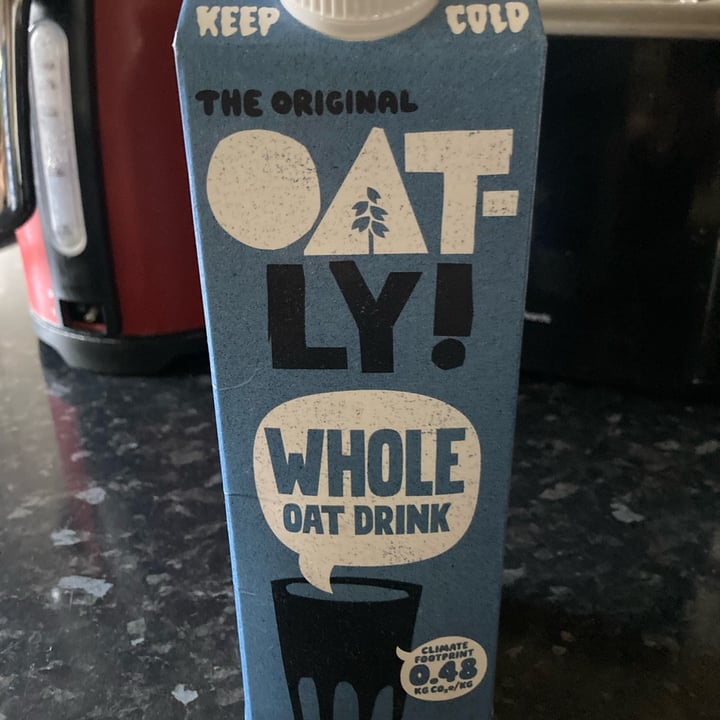 KEEP COLD
THE ORIGINAL
OAT-
LY!
WHOLE
OAT DRINK
CLIMATE
FOOTPRINT
0.48
KG CO₂e/KG